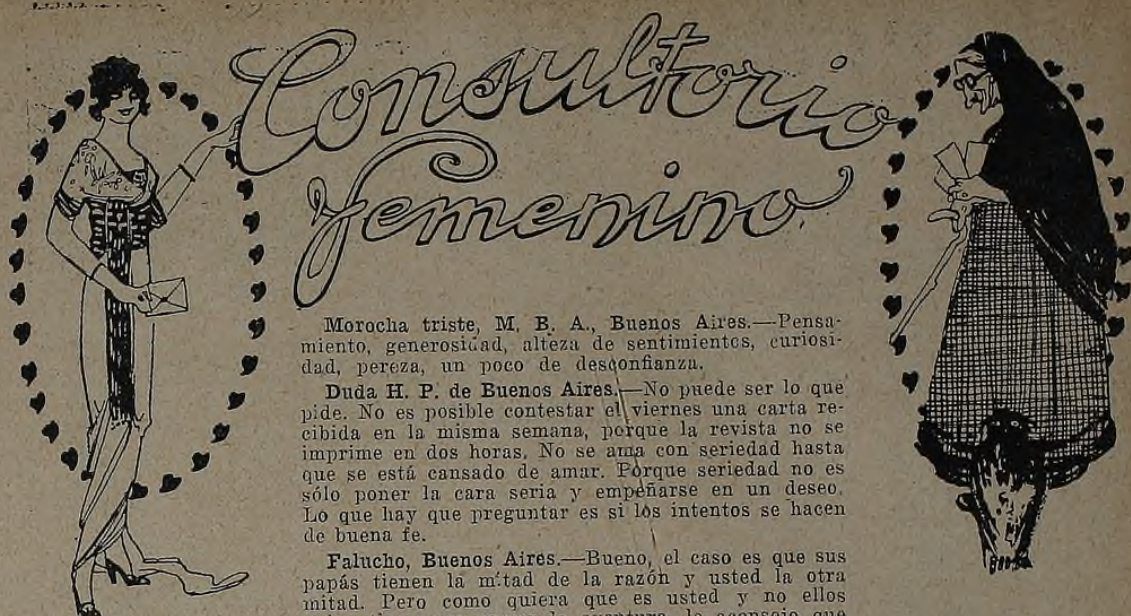 Consultorio
femenino
Morocha triste, M. B. A., Buenos Aires.—Pensa-
miento, generosidad, alteza de sentimientos, curiosi-
dad, pereza, un poco de desconfianza.
Duda H. P. de Buenos Aires.—No puede ser lo que
pide. No es posible contestar el viernes una carta re-
cibida en la misma semana, porque la revista no se
imprime en dos horas. No se ama con seriedad hasta
que se está cansado de amar. Porque seriedad no es
sólo poner la cara seria y empeñarse en un deseo.
Lo que hay que preguntar es si los intentos se hacen
de buena fe.
Falucho, Buenos Aires.—Bueno, el caso es que sus
papás tienen la mitad de la razón y usted la otra
mitad. Pero como quiera que es usted y no ellos